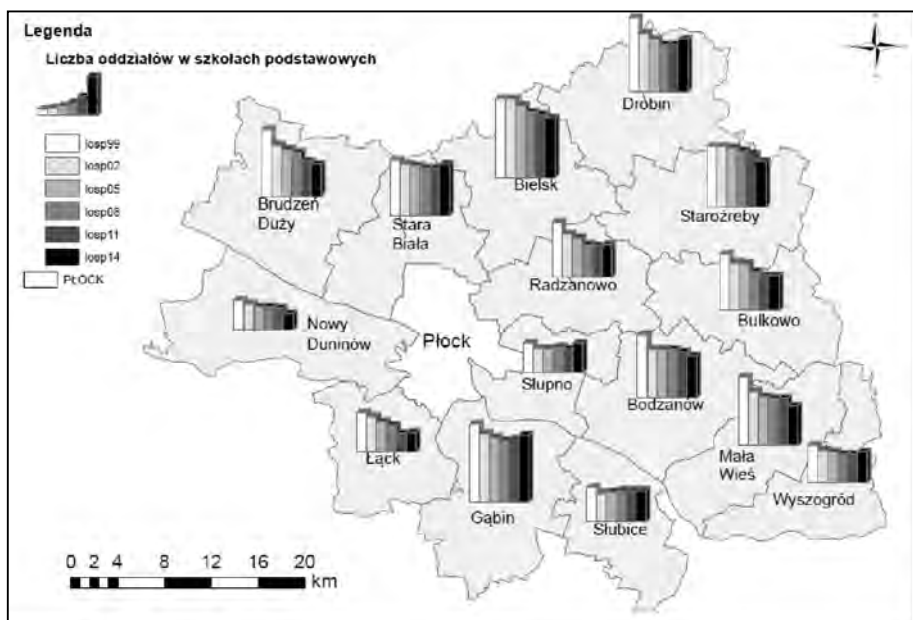 Legenda
Liczba oddziałów w szkołach podstawowych
losp99
losp02
losp05
losp08
losp11
losp14
PŁOCK
Drobin
Bielsk
Brudzeń
Duży
Stara
Biała
Staroźreby
Radzanowo
Bulkowo
Nowy
Duninów
Płock
Słupno
Bodzanów
Łąck
Gąbin
Mała
Wieś
Wyszogród
Słubice
0 2 4 8 12 16 20
km